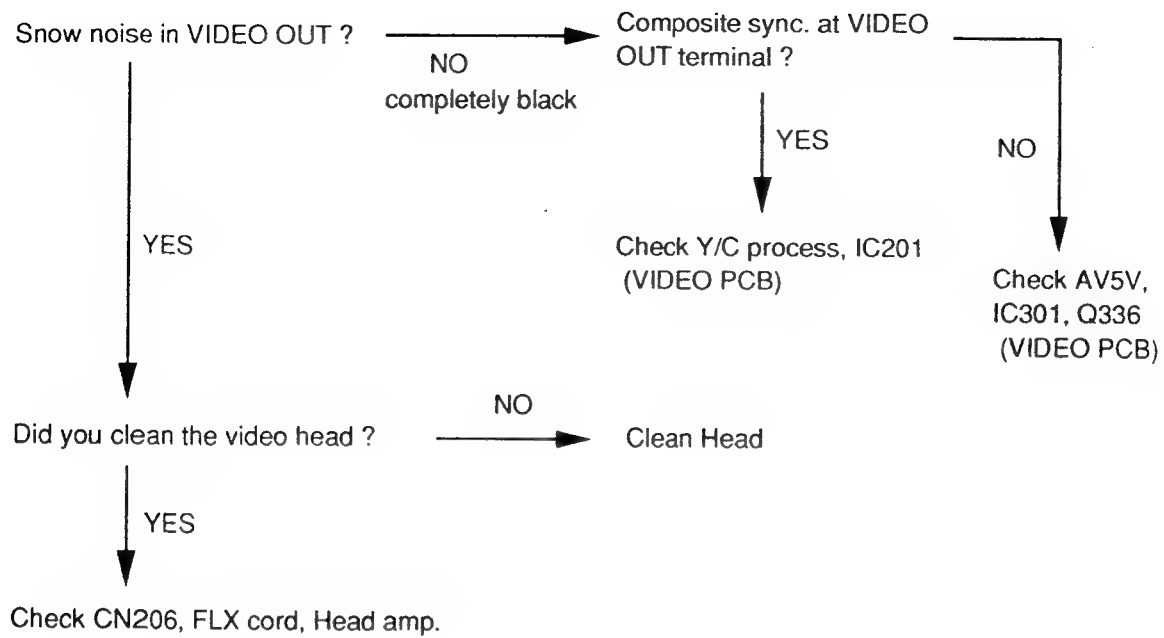 Snow noise in VIDEO OUT ?
NO
completely black
Composite sync. at VIDEO
OUT terminal ?
YES
NO
Check Y/C process, IC201
(VIDEO PCB)
Check AV5V,
IC301, Q336
(VIDEO PCB)
YES
Did you clean the video head ?
NO
Clean Head
YES
Check CN206, FLX cord, Head amp.